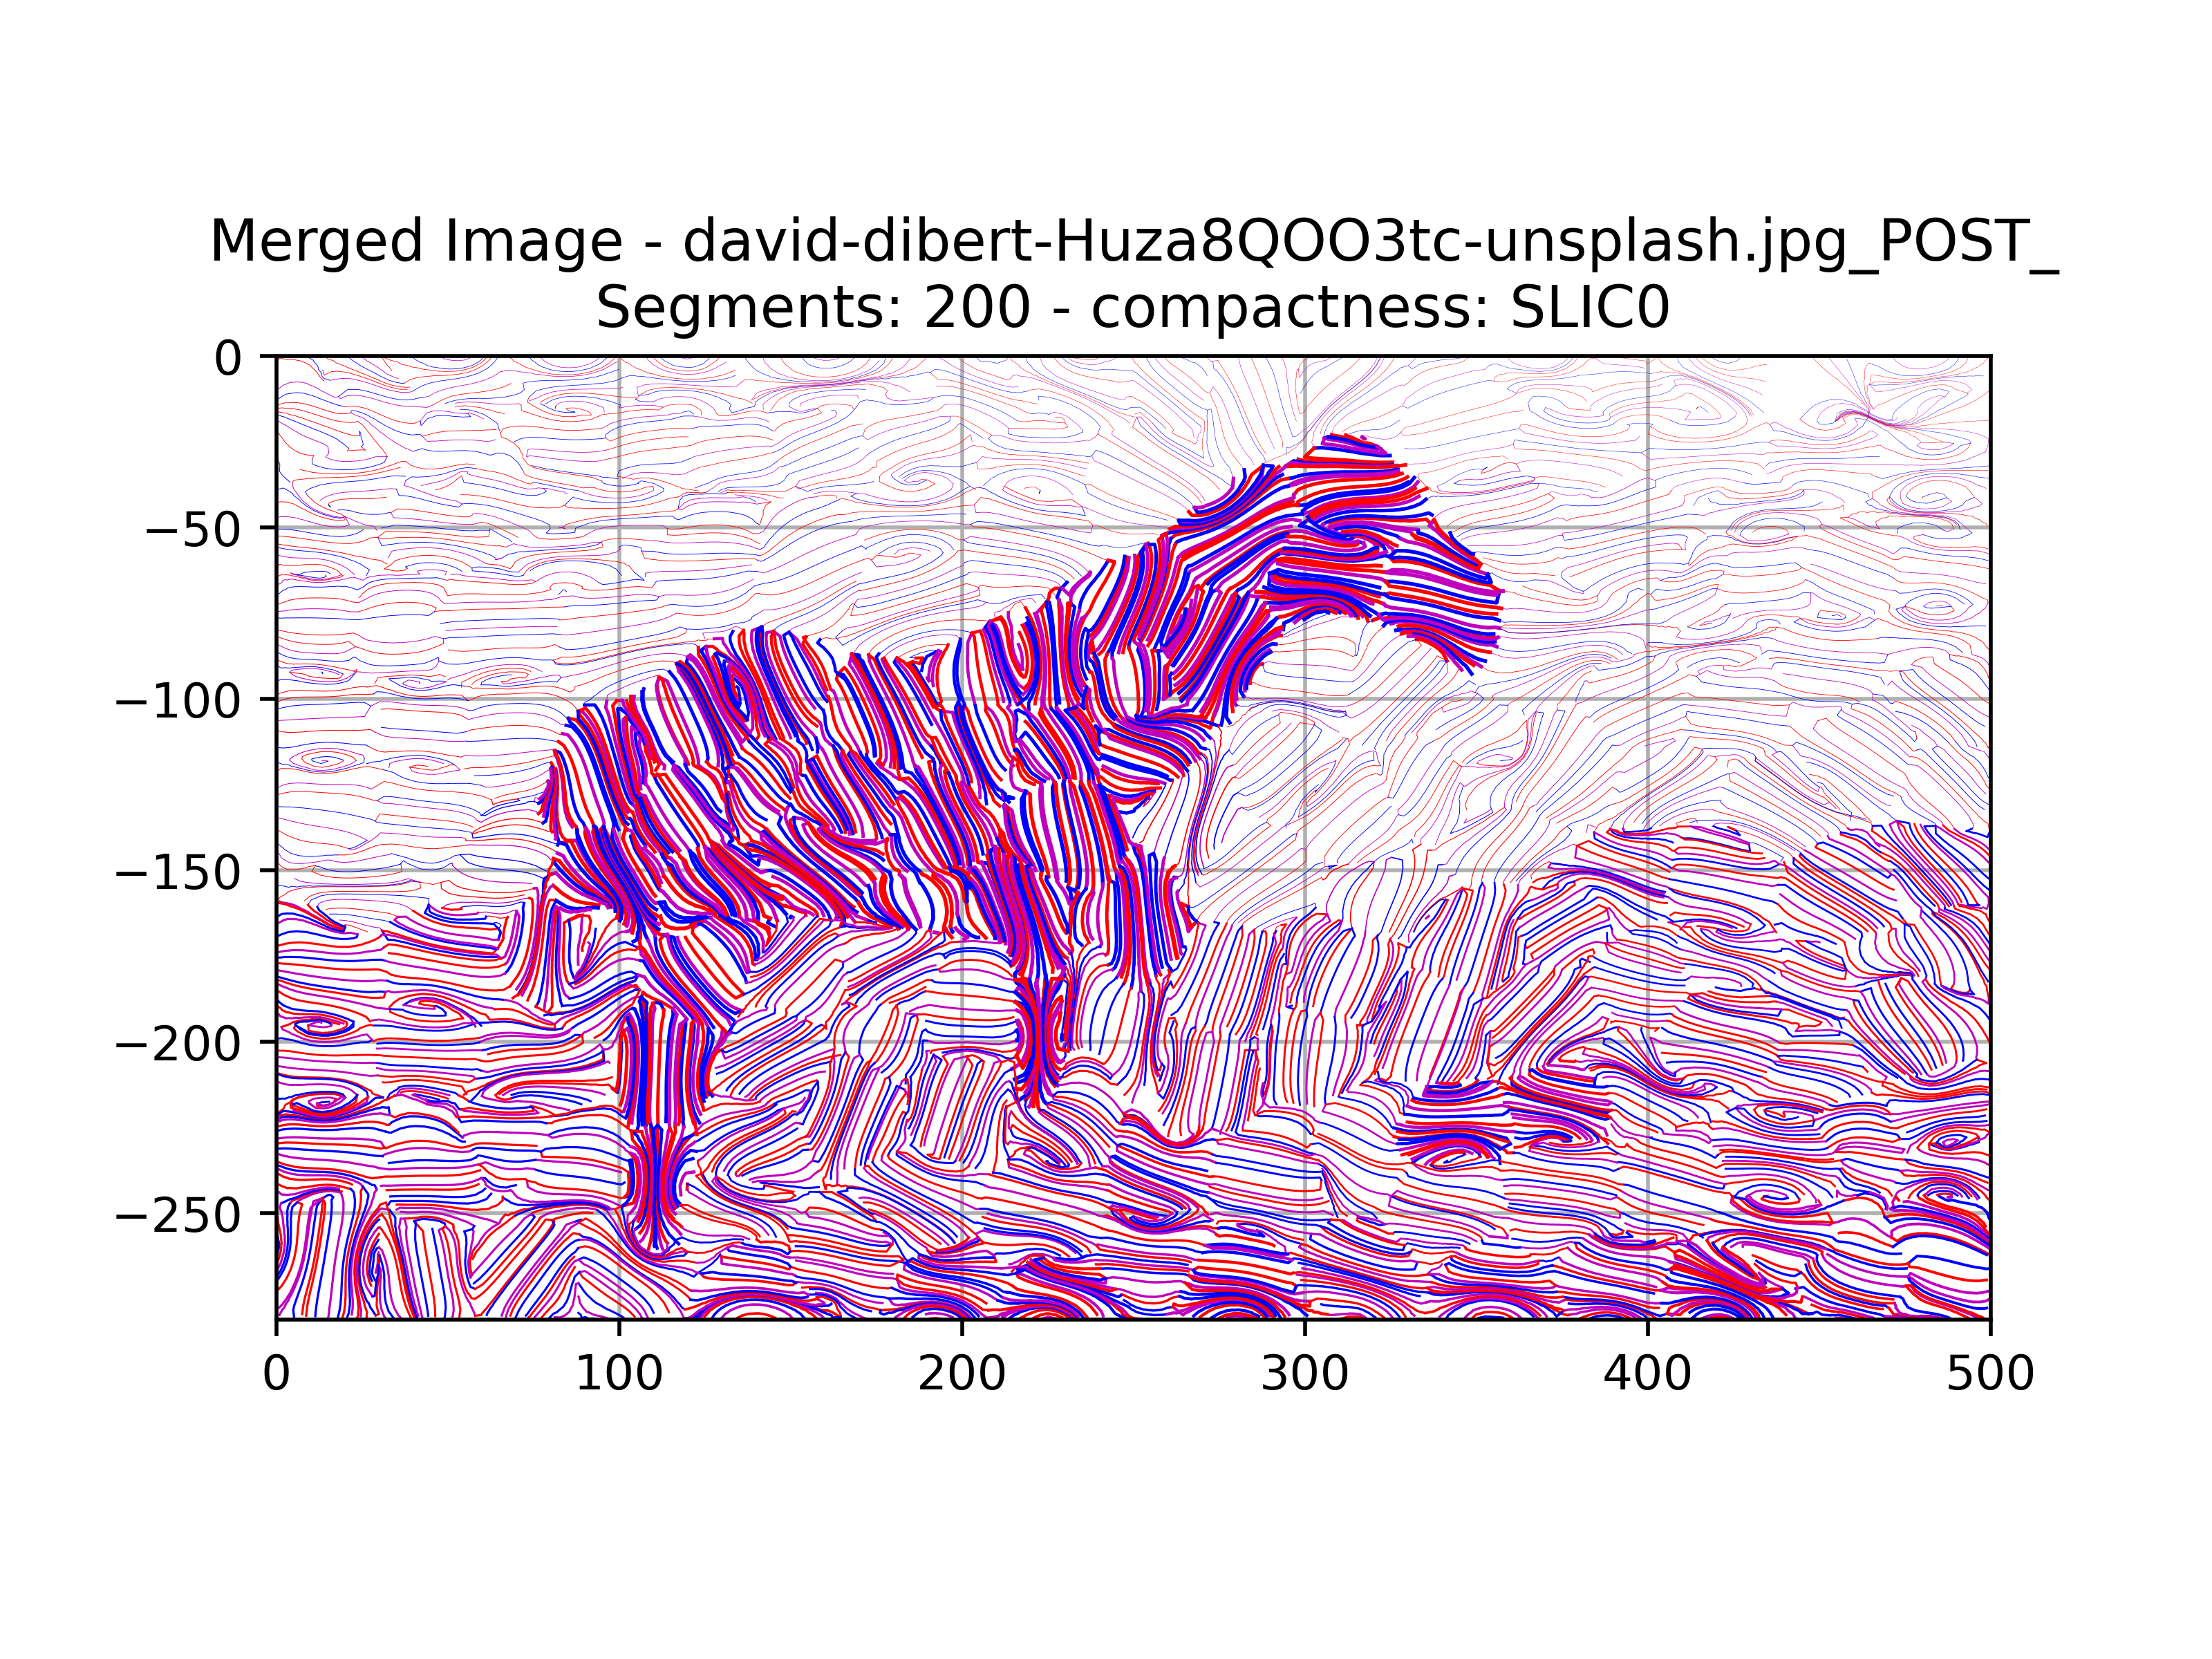 Merged Image - david-dibert-Huza8QOO3tc-unsplash.jpg_POST_
Segments: 200 - compactness: SLIC0
0
−50
−100
−150
−200
−250
0 100 200 300 400 500